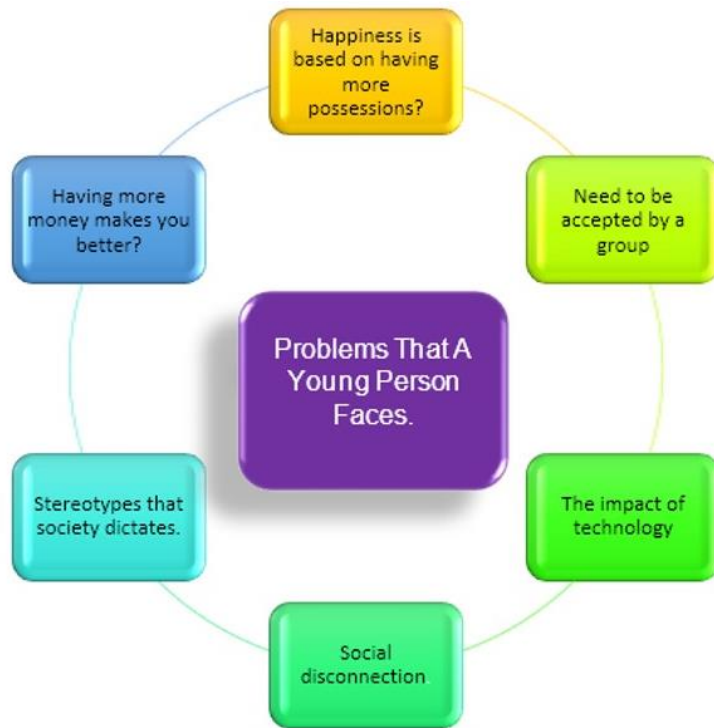 Happiness is
based on having
more
possessions?
Need to be
accepted by a
group
The impact of
technology
Social
disconnection.
Stereotypes that
society dictates.
Having more
money makes you
better?
Problems That A
Young Person
Faces.